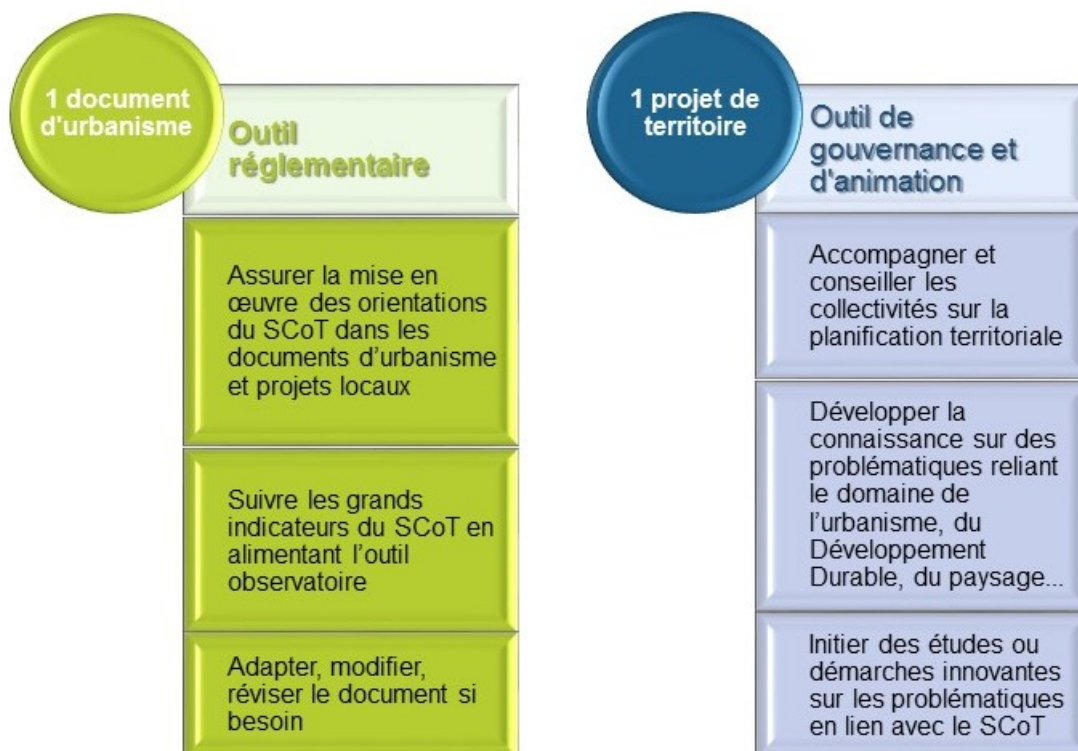 1 document
d'urbanisme
Outil
réglementaire
Assurer la mise en
œuvre des orientations
du SCoT dans les
documents d'urbanisme
et projets locaux
Suivre les grands
indicateurs du SCoT en
alimentant l'outil
observatoire
Adapter, modifier,
réviser le document si
besoin
1 projet de
territoire
Outil de
gouvernance et
d'animation
Accompagner et
conseiller les
collectivités sur la
planification territoriale
Développer la
connaissance sur des
problématiques reliant
le domaine de
l'urbanisme, du
Développement
Durable, du paysage...
Initier des études ou
démarches innovantes
sur les problématiques
en lien avec le SCoT